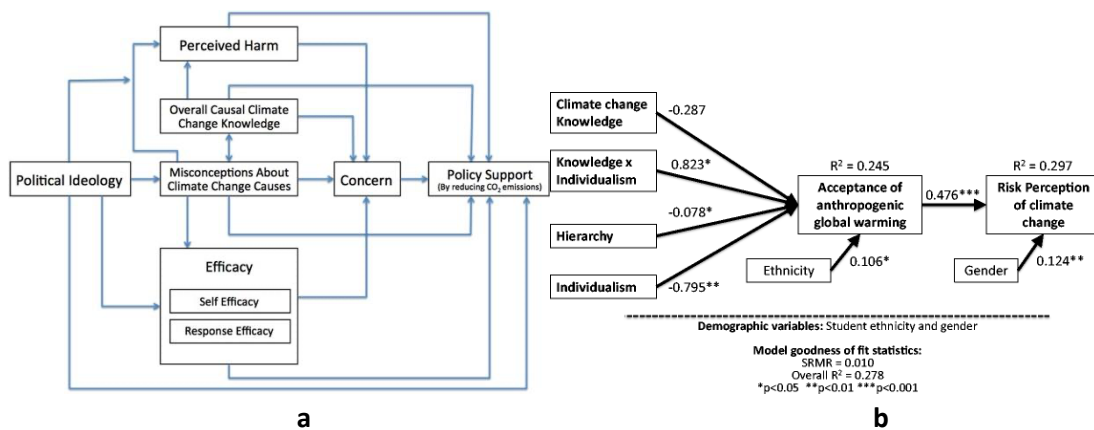 Perceived Harm
Overall Causal Climate
Change Knowledge
Political Ideology
Misconceptions About
Climate Change Causes
Concern
Policy Support
(By reducing CO₂ emissions)
Efficacy
Self Efficacy
Response Efficacy
a
Climate change
Knowledge
-0.287
Knowledge x
Individualism
0.823*
Hierarchy
-0.078*
Individualism
-0.795**
R² = 0.245
Acceptance of
anthropogenic
global warming
0.476***
R² = 0.297
Risk Perception
of climate
change
Ethnicity
0.106*
Gender
0.124**
Demographic variables: Student ethnicity and gender
Model goodness of fit statistics:
SRMR = 0.010
Overall R² = 0.278
*p<0.05 **p<0.01 ***p<0.001
b